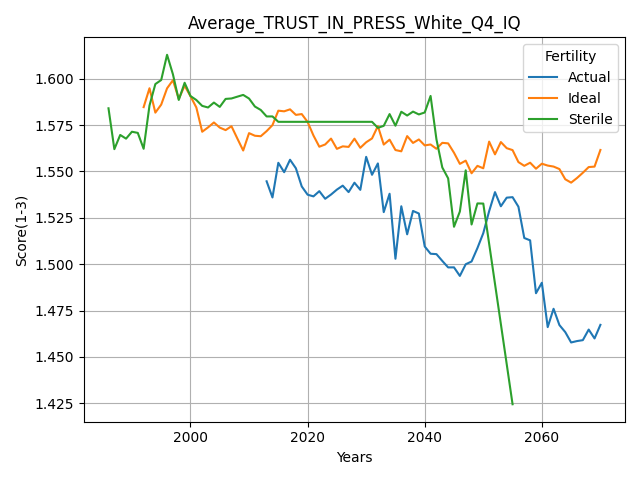 Average_TRUST_IN_PRESS_White_Q4_IQ
Fertility
Actual
Ideal
Sterile
Score(1-3)
1.600
1.575
1.550
1.525
1.500
1.475
1.450
1.425
2000
2020
2040
2060
Years